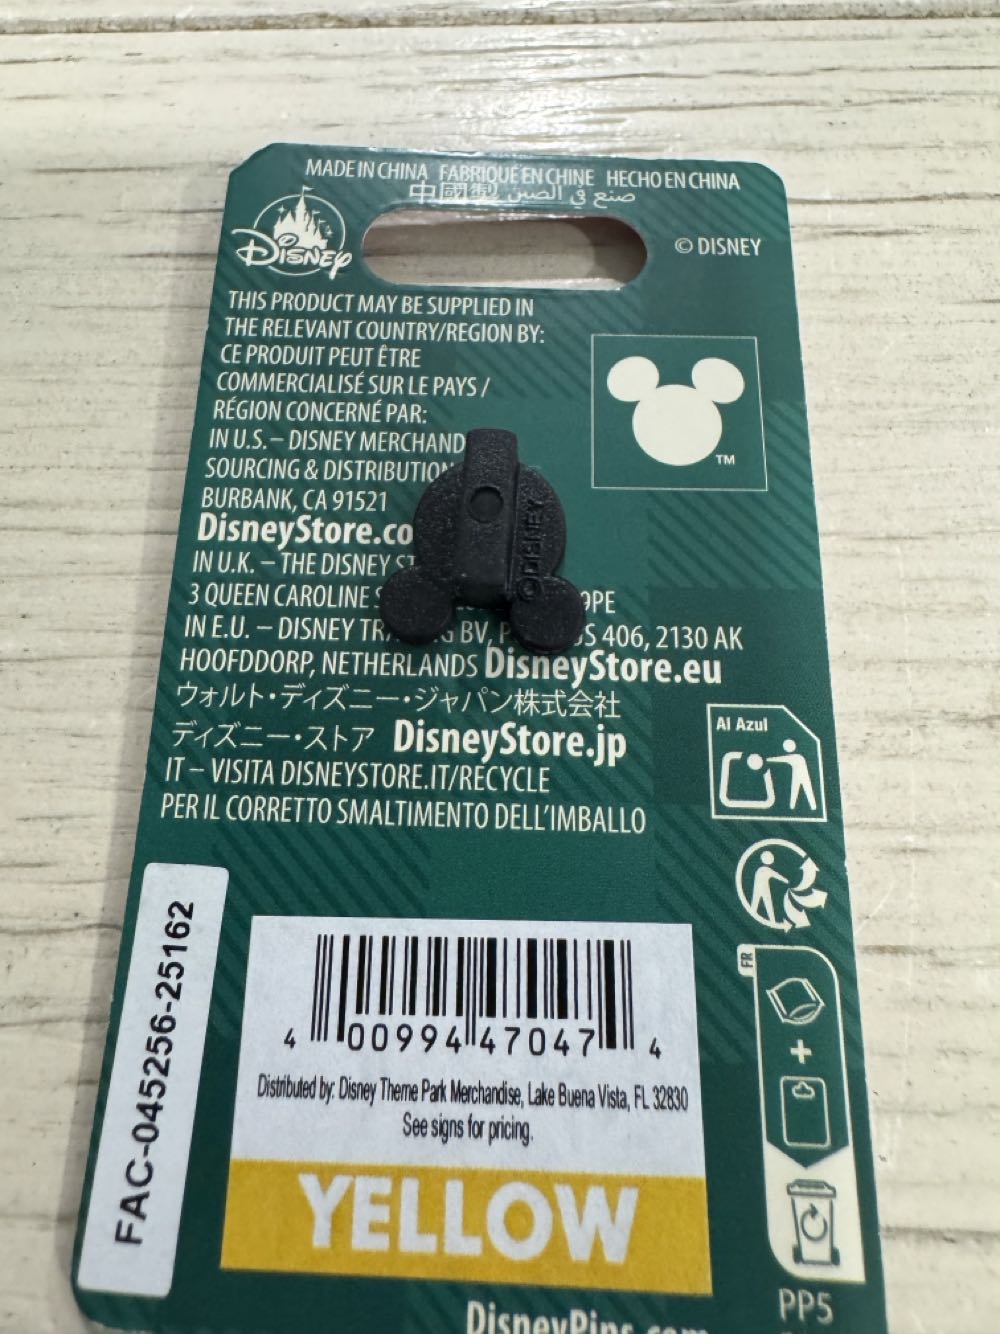 MADE IN CHINA FABRIQUÉ EN CHINE HECHO EN CHINA
中國製 صنع في الصين
Disney
© DISNEY
THIS PRODUCT MAY BE SUPPLIED IN
THE RELEVANT COUNTRY/REGION BY:
CE PRODUIT PEUT ÊTRE
COMMERCIALISÉ SUR LE PAYS /
RÉGION CONCERNÉ PAR:
TM
IN U.S. – DISNEY MERCHAND
SOURCING & DISTRIBUTION
BURBANK, CA 91521
DisneyStore.co
©DISNEY
IN U.K. – THE DISNEY
3 QUEEN CAROLINE
IN E.U. – DISNEY BV, 406, 2130 AK
HOOFDDORP, NETHERLANDS DisneyStore.eu
ウォルト・ディズニー・ジャパン株式会社
ディズニー・ストア DisneyStore.jp
IT – VISITA DISNEYSTORE.IT/RECYCLE
PER IL CORRETTO SMALTIMENTO DELL'IMBALLO
Al Azul
FR
+
PP5
FAC-045256-25162
4 00994 47047 4
Distributed by: Disney Theme Park Merchandise, Lake Buena Vista, FL 32830
See signs for pricing.
YELLOW
DisneyPins.com